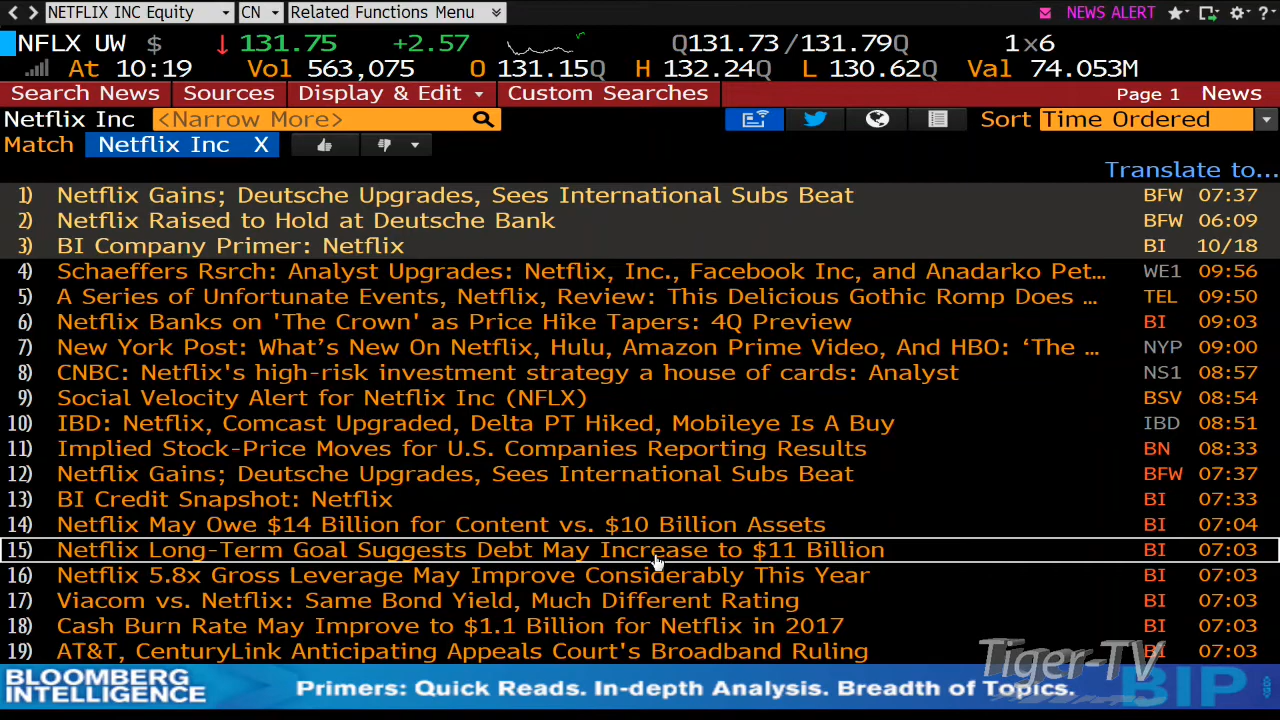 NETFLIX INC Equity CN Related Functions Menu NEWS ALERT ?
NFLX UW $ ↓ 131.75 +2.57 Q131.73/131.79Q 1x6
At 10:19 Vol 563,075 O 131.15Q H 132.24Q L 130.62Q Val 74.053M
Search News Sources Display & Edit Custom Searches Page 1 News
Netflix Inc <Narrow More> Sort Time Ordered
Match Netflix Inc X
Translate to...
1) Netflix Gains; Deutsche Upgrades, Sees International Subs Beat BFW 07:37
2) Netflix Raised to Hold at Deutsche Bank BFW 06:09
3) BI Company Primer: Netflix BI 10/18
4) Schaeffers Rsrch: Analyst Upgrades: Netflix, Inc., Facebook Inc, and Anadarko Pet... WE1 09:56
5) A Series of Unfortunate Events, Netflix, Review: This Delicious Gothic Romp Does ... TEL 09:50
6) Netflix Banks on 'The Crown' as Price Hike Tapers: 4Q Preview BI 09:03
7) New York Post: What’s New On Netflix, Hulu, Amazon Prime Video, And HBO: ‘The ... NYP 09:00
8) CNBC: Netflix's high-risk investment strategy a house of cards: Analyst NS1 08:57
9) Social Velocity Alert for Netflix Inc (NFLX) BSV 08:54
10) IBD: Netflix, Comcast Upgraded, Delta PT Hiked, Mobileye Is A Buy IBD 08:51
11) Implied Stock-Price Moves for U.S. Companies Reporting Results BN 08:33
12) Netflix Gains; Deutsche Upgrades, Sees International Subs Beat BFW 07:37
13) BI Credit Snapshot: Netflix BI 07:33
14) Netflix May Owe $14 Billion for Content vs. $10 Billion Assets BI 07:04
15) Netflix Long-Term Goal Suggests Debt May Increase to $11 Billion BI 07:03
16) Netflix 5.8x Gross Leverage May Improve Considerably This Year BI 07:03
17) Viacom vs. Netflix: Same Bond Yield, Much Different Rating BI 07:03
18) Cash Burn Rate May Improve to $1.1 Billion for Netflix in 2017 BI 07:03
19) AT&T, CenturyLink Anticipating Appeals Court's Broadband Ruling BI 07:03
Tiger-TV
BLOOMBERG
INTELLIGENCE
Primers: Quick Reads. In-depth Analysis. Breadth of Topics.
BIP